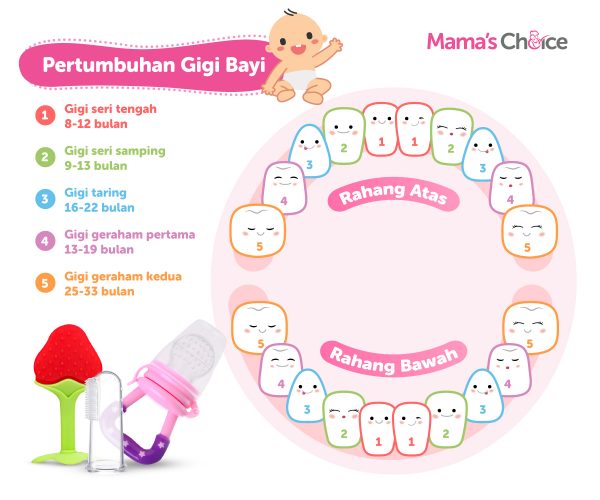 Mama's Choice
Pertumbuhan Gigi Bayi
1 Gigi seri tengah
8-12 bulan
2 Gigi seri samping
9-13 bulan
3 Gigi taring
16-22 bulan
4 Gigi geraham pertama
13-19 bulan
5 Gigi geraham kedua
25-33 bulan
5 4 3 2 1 1 2 3 4 5
Rahang Atas
Rahang Bawah
5 4 3 2 1 1 2 3 4 5